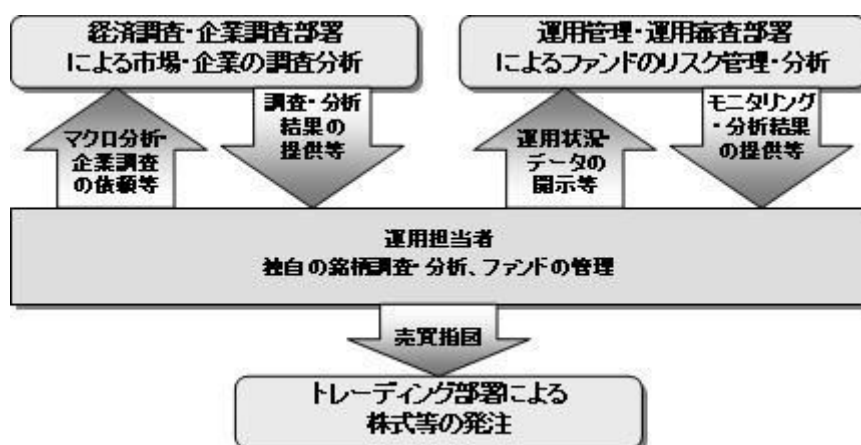 経済調査・企業調査部署
による市場・企業の調査分析
運用管理・運用審査部署
によるファンドのリスク管理・分析
マクロ分析・
企業調査
の依頼等
調査・分析
結果の
提供等
運用状況・
データの
開示等
モニタリング
・分析結果
の提供等
運用担当者
独自の銘柄調査・分析、ファンドの管理
売買指図
トレーディング部署による
株式等の発注